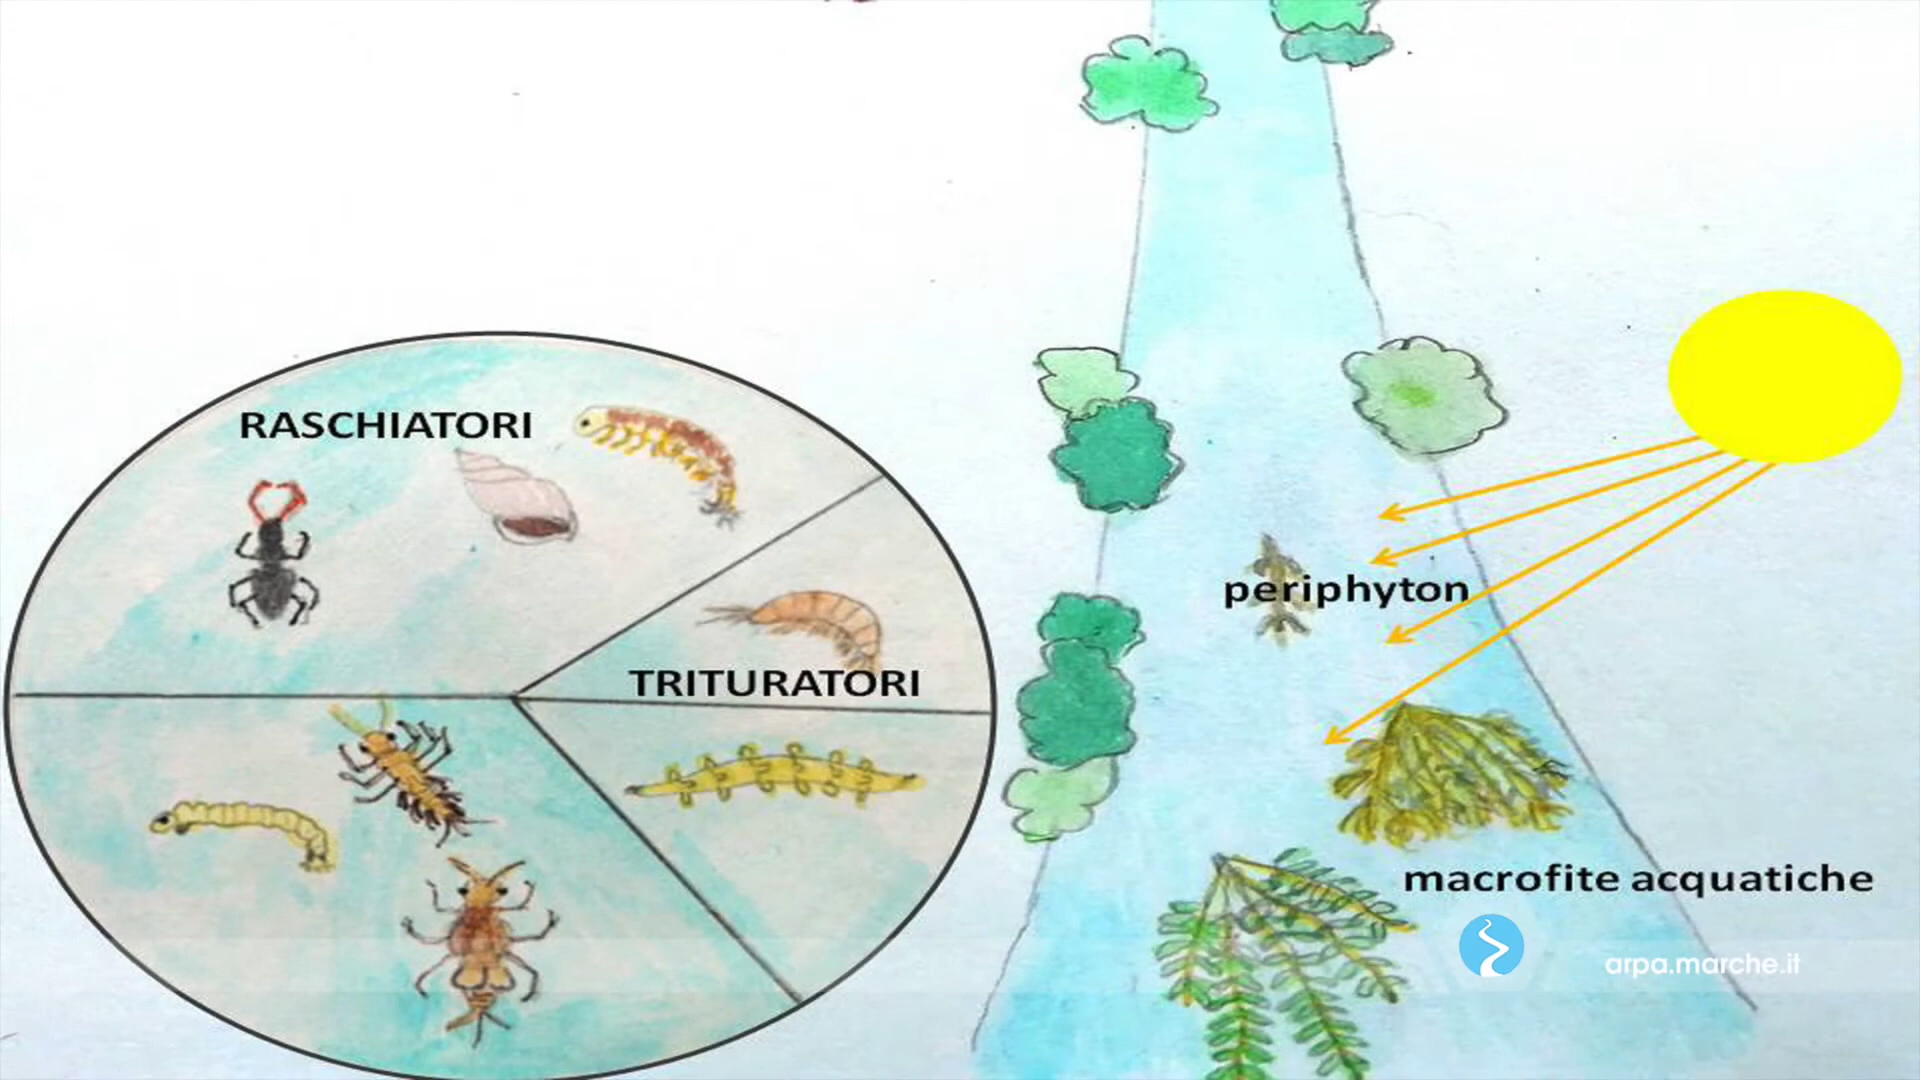 RASCHIATORI
periphyton
TRITURATORI
macrofite acquatiche
arpa.marche.it